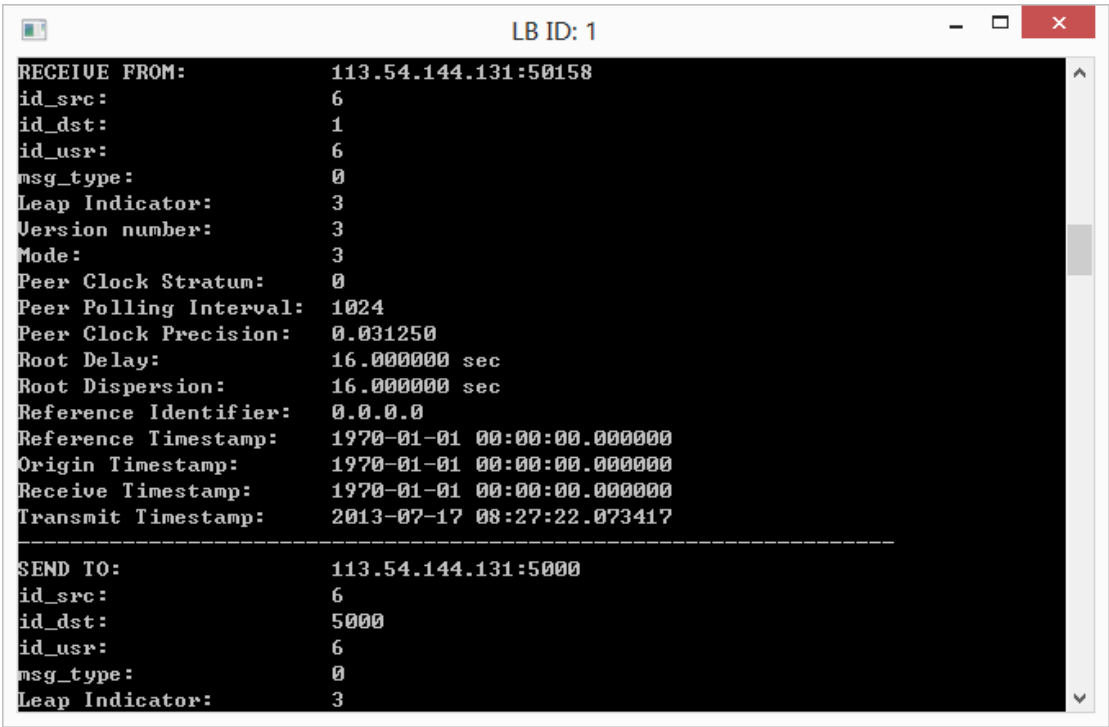 LB ID: 1
RECEIVE FROM: 113.54.144.131:50158
id_src: 6
id_dst: 1
id_usr: 6
msg_type: 0
Leap Indicator: 3
Version number: 3
Mode: 3
Peer Clock Stratum: 0
Peer Polling Interval: 1024
Peer Clock Precision: 0.031250
Root Delay: 16.000000 sec
Root Dispersion: 16.000000 sec
Reference Identifier: 0.0.0.0
Reference Timestamp: 1970-01-01 00:00:00.000000
Origin Timestamp: 1970-01-01 00:00:00.000000
Receive Timestamp: 1970-01-01 00:00:00.000000
Transmit Timestamp: 2013-07-17 08:27:22.073417
-------------------------------------------------------------------
SEND TO: 113.54.144.131:5000
id_src: 6
id_dst: 5000
id_usr: 6
msg_type: 0
Leap Indicator: 3